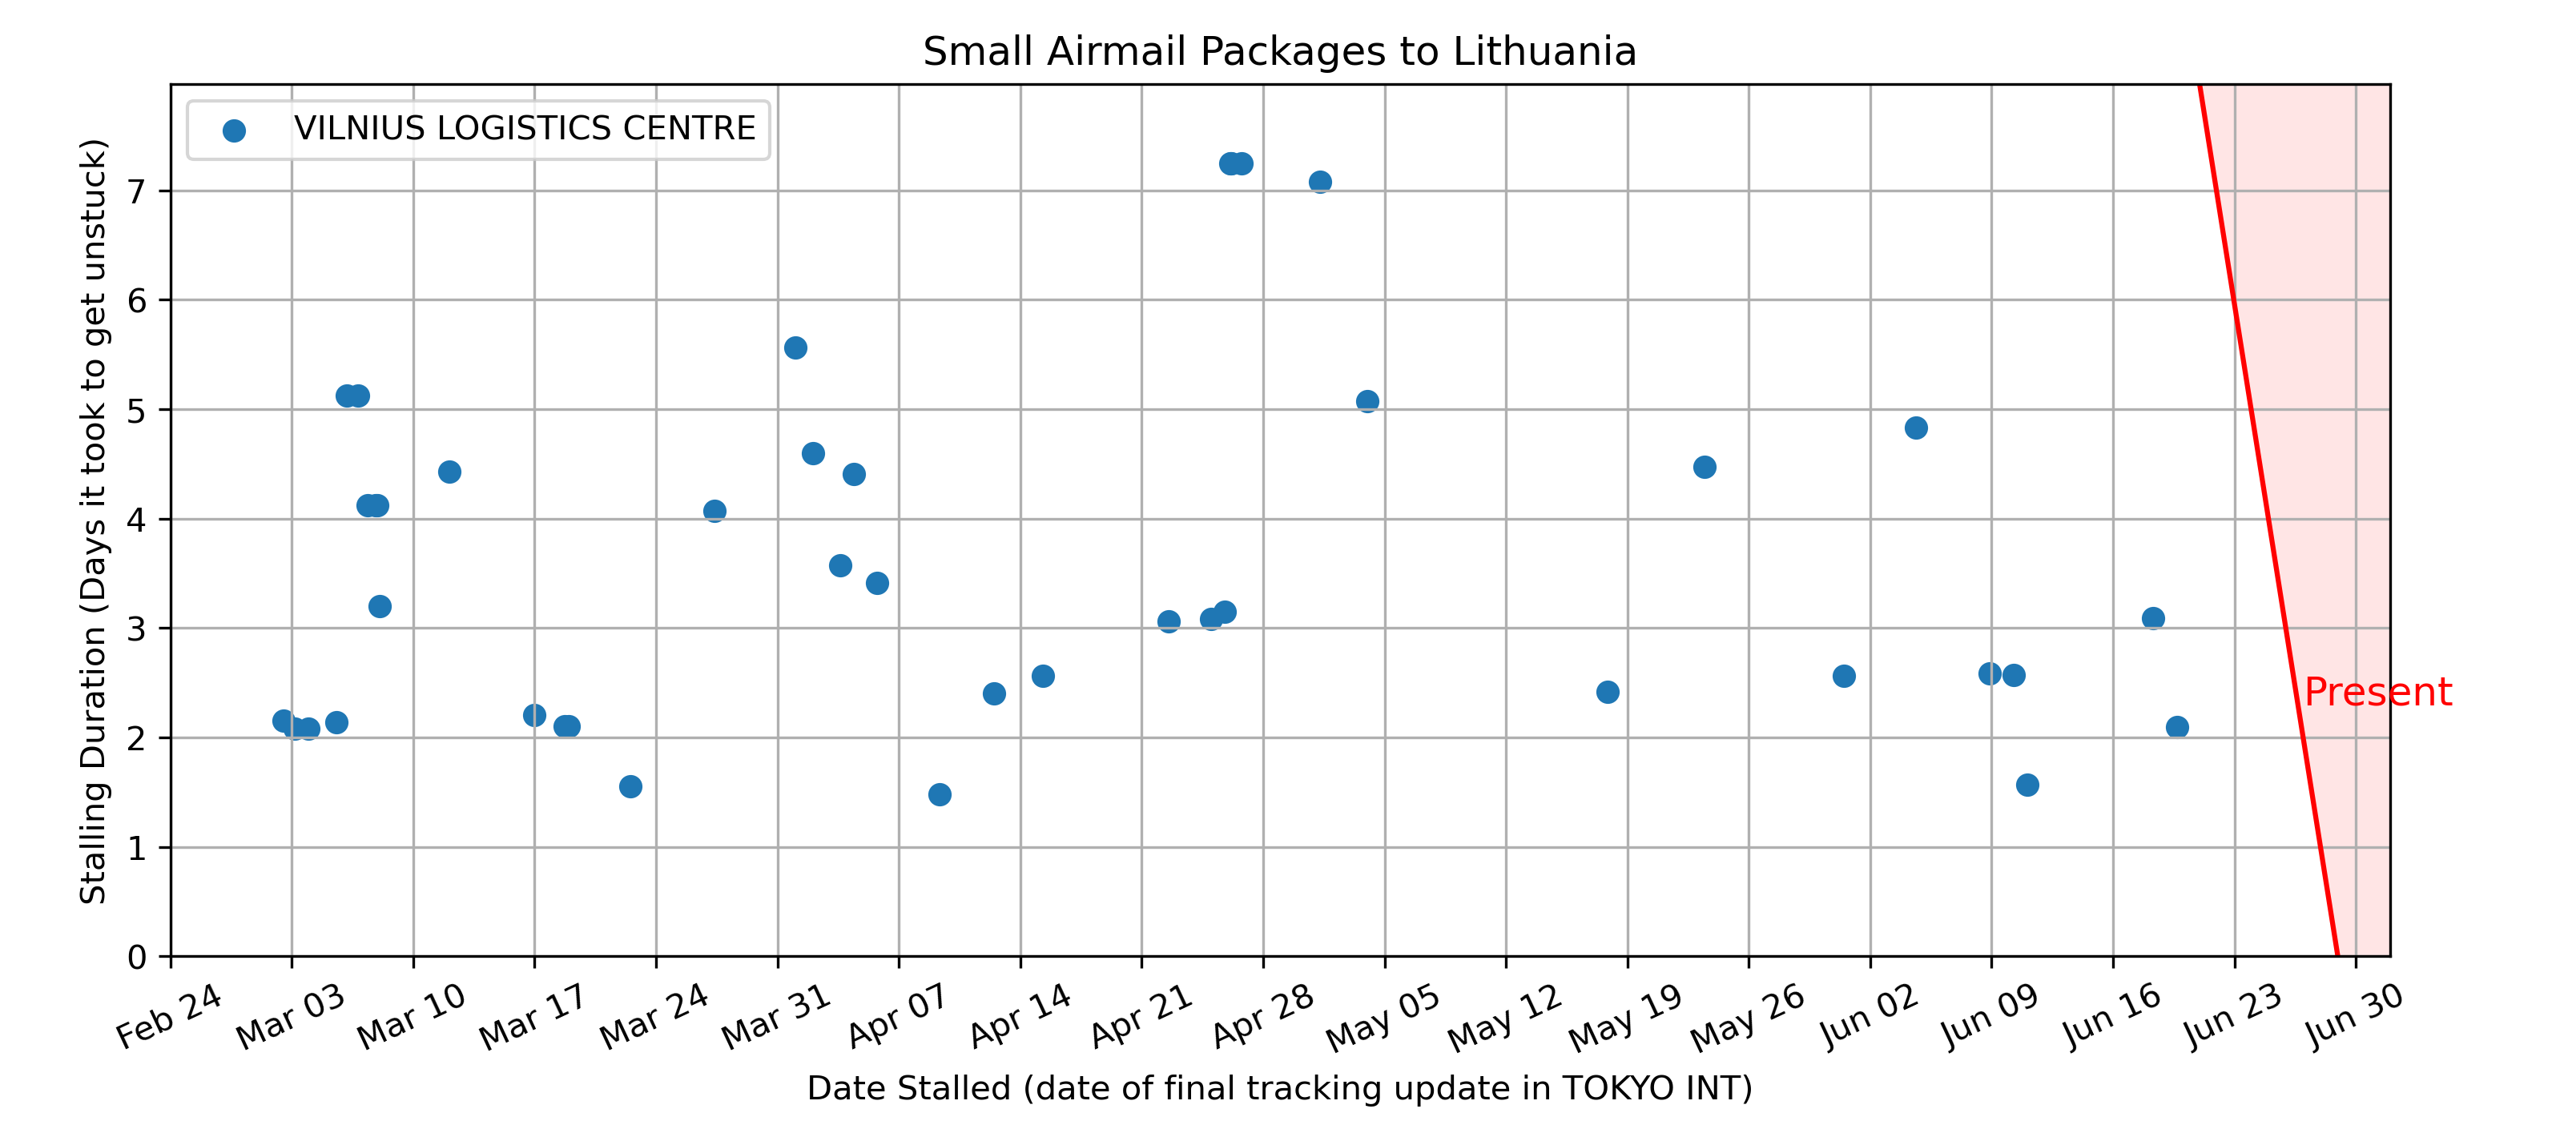 Small Airmail Packages to Lithuania
VILNIUS LOGISTICS CENTRE
Stalling Duration (Days it took to get unstuck)
7
6
5
4
3
2
1
0
Present
Feb 24
Mar 03
Mar 10
Mar 17
Mar 24
Mar 31
Apr 07
Apr 14
Apr 21
Apr 28
May 05
May 12
May 19
May 26
Jun 02
Jun 09
Jun 16
Jun 23
Jun 30
Date Stalled (date of final tracking update in TOKYO INT)